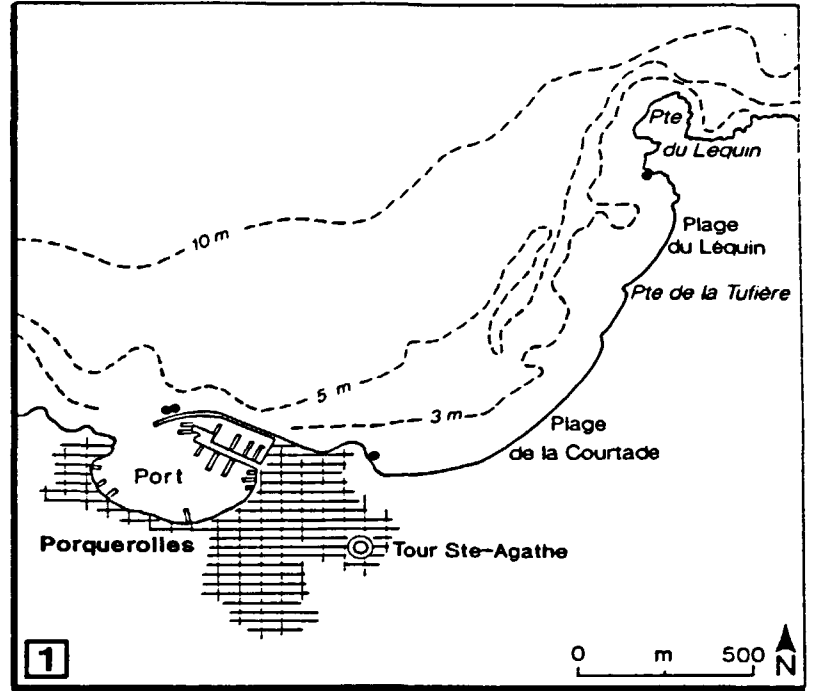 Pte
du Lequin
10 m
Plage
du Léquin
Pte de la Tufière
5 m
3 m
Plage
de la Courtade
Port
Porquerolles
Tour Ste-Agathe
1
0 m 500
N